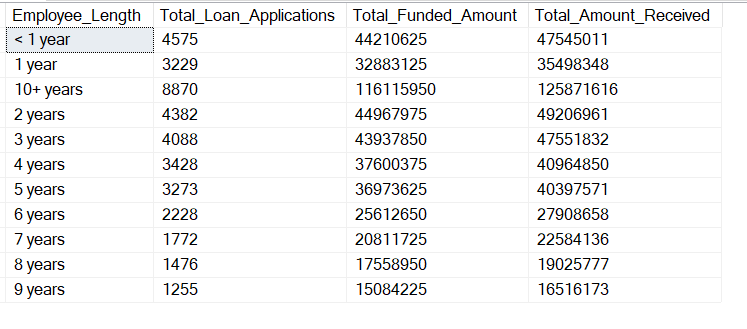 Employee_Length Total_Loan_Applications Total_Funded_Amount Total_Amount_Received
< 1 year 4575 44210625 47545011
1 year 3229 32883125 35498348
10+ years 8870 116115950 125871616
2 years 4382 44967975 49206961
3 years 4088 43937850 47551832
4 years 3428 37600375 40964850
5 years 3273 36973625 40397571
6 years 2228 25612650 27908658
7 years 1772 20811725 22584136
8 years 1476 17558950 19025777
9 years 1255 15084225 16516173